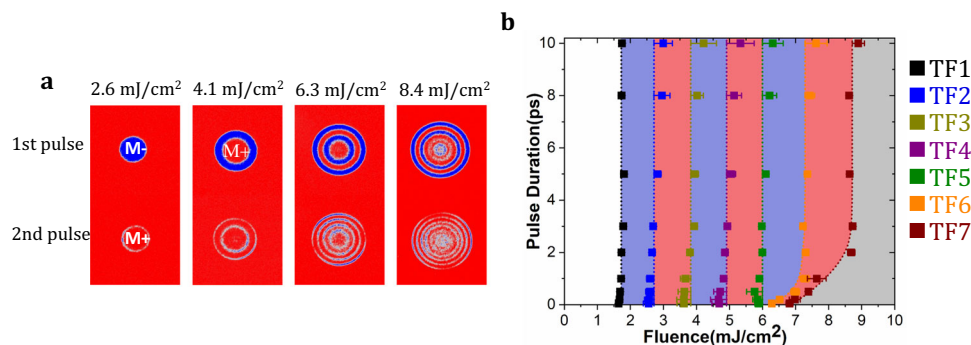 a
2.6 mJ/cm² 4.1 mJ/cm² 6.3 mJ/cm² 8.4 mJ/cm²
1st pulse
M- M+
2nd pulse
M+
b
Pulse Duration(ps)
10
8
6
4
2
0
0 1 2 3 4 5 6 7 8 9 10
Fluence(mJ/cm²)
TF1
TF2
TF3
TF4
TF5
TF6
TF7